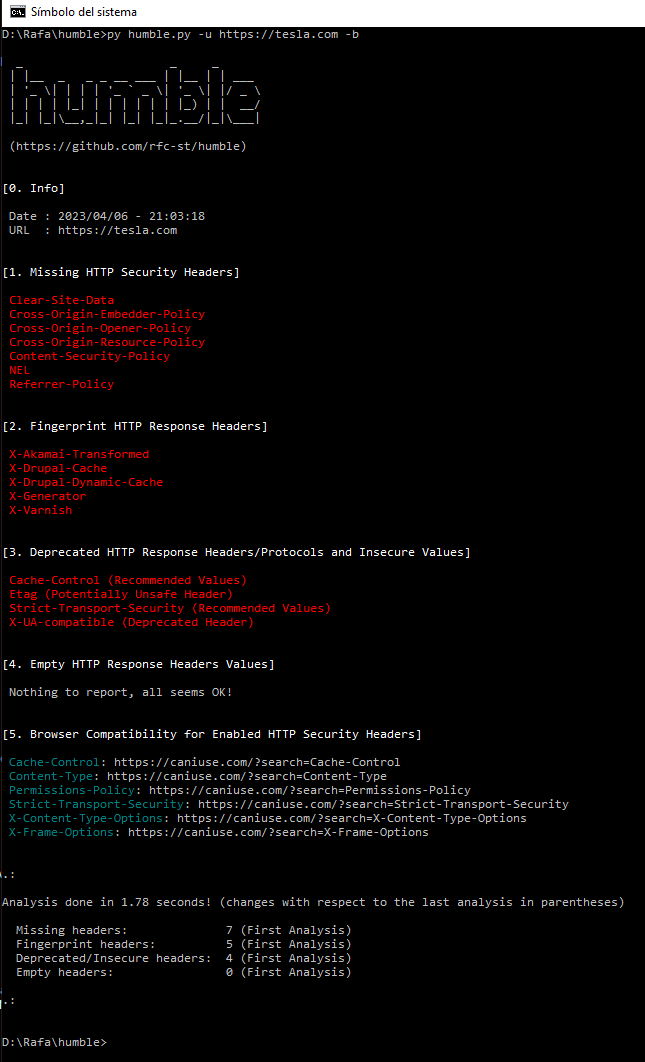 Símbolo del sistema
D:\Rafa\humble>py humble.py -u https://tesla.com -b
humble
(https://github.com/rfc-st/humble)
[0. Info]
Date : 2023/04/06 - 21:03:18
URL  : https://tesla.com
[1. Missing HTTP Security Headers]
Clear-Site-Data
Cross-Origin-Embedder-Policy
Cross-Origin-Opener-Policy
Cross-Origin-Resource-Policy
Content-Security-Policy
NEL
Referrer-Policy
[2. Fingerprint HTTP Response Headers]
X-Akamai-Transformed
X-Drupal-Cache
X-Drupal-Dynamic-Cache
X-Generator
X-Varnish
[3. Deprecated HTTP Response Headers/Protocols and Insecure Values]
Cache-Control (Recommended Values)
Etag (Potentially Unsafe Header)
Strict-Transport-Security (Recommended Values)
X-UA-compatible (Deprecated Header)
[4. Empty HTTP Response Headers Values]
Nothing to report, all seems OK!
[5. Browser Compatibility for Enabled HTTP Security Headers]
Cache-Control: https://caniuse.com/?search=Cache-Control
Content-Type: https://caniuse.com/?search=Content-Type
Permissions-Policy: https://caniuse.com/?search=Permissions-Policy
Strict-Transport-Security: https://caniuse.com/?search=Strict-Transport-Security
X-Content-Type-Options: https://caniuse.com/?search=X-Content-Type-Options
X-Frame-Options: https://caniuse.com/?search=X-Frame-Options
.:
Analysis done in 1.78 seconds! (changes with respect to the last analysis in parentheses)
Missing headers:             7 (First Analysis)
Fingerprint headers:         5 (First Analysis)
Deprecated/Insecure headers: 4 (First Analysis)
Empty headers:               0 (First Analysis)
.:
D:\Rafa\humble>